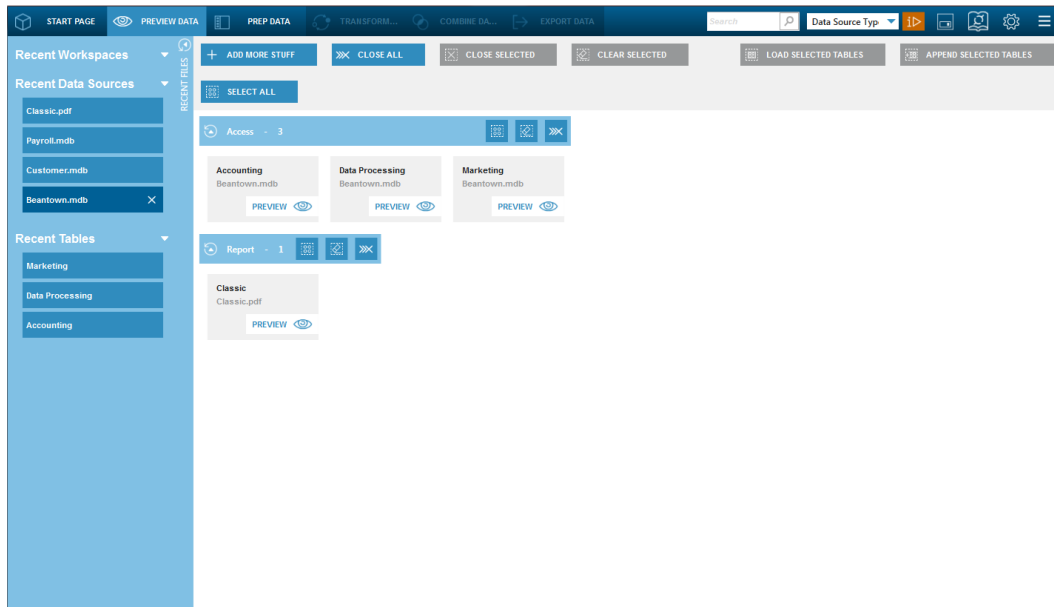 START PAGE
PREVIEW DATA
PREP DATA
TRANSFORM...
COMBINE DA...
EXPORT DATA
Search
Data Source Typ
Recent Workspaces
Recent Data Sources
Classic.pdf
Payroll.mdb
Customer.mdb
Beantown.mdb
Recent Tables
Marketing
Data Processing
Accounting
RECENT FILES
ADD MORE STUFF
CLOSE ALL
CLOSE SELECTED
CLEAR SELECTED
LOAD SELECTED TABLES
APPEND SELECTED TABLES
SELECT ALL
Access - 3
Accounting
Beantown.mdb
PREVIEW
Data Processing
Beantown.mdb
PREVIEW
Marketing
Beantown.mdb
PREVIEW
Report - 1
Classic
Classic.pdf
PREVIEW